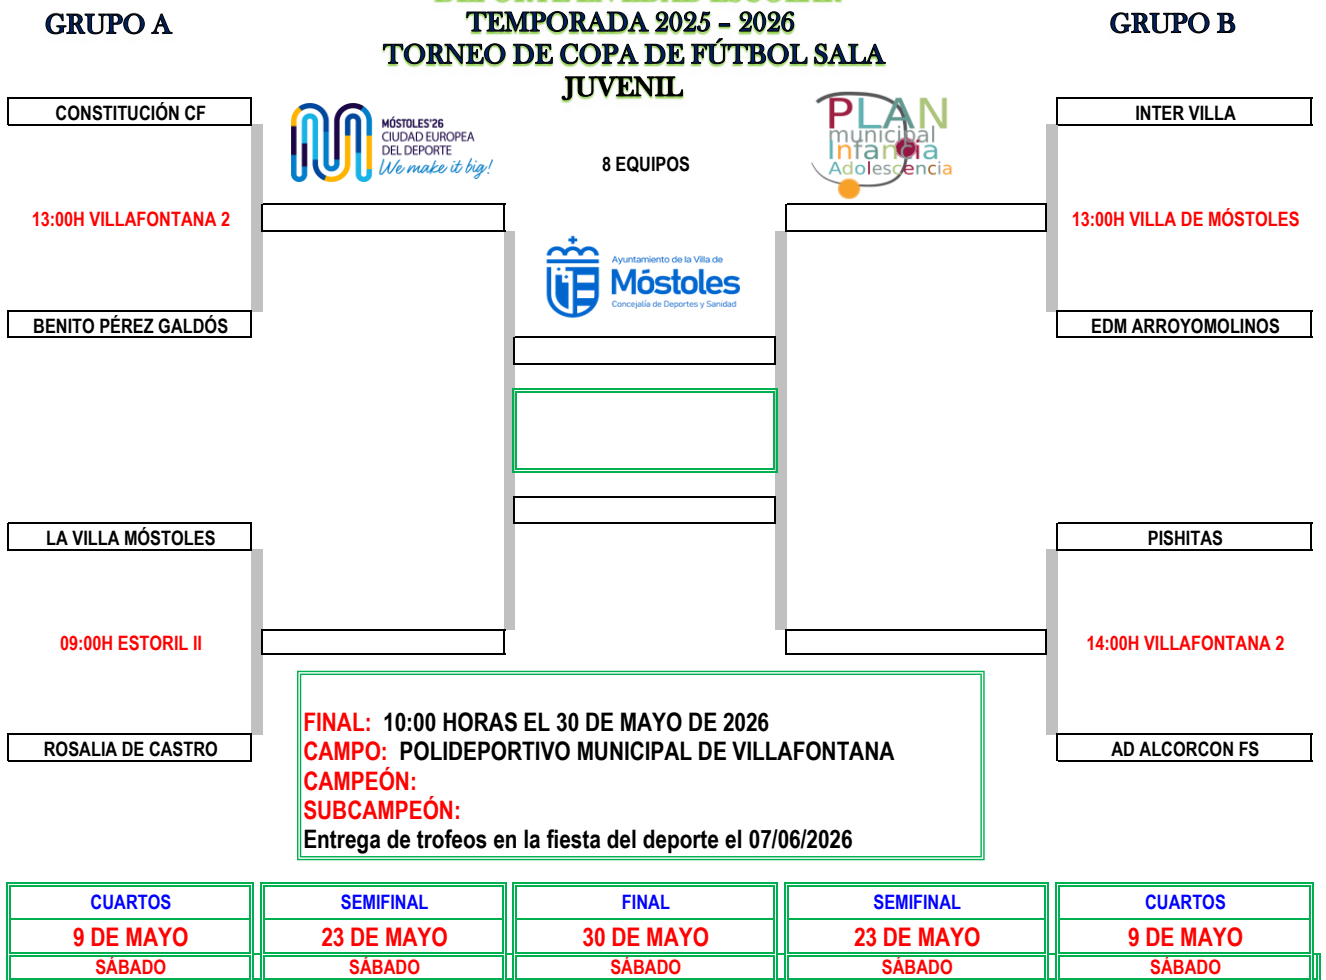 GRUPO A
TEMPORADA 2025 – 2026
GRUPO B
TORNEO DE COPA DE FÚTBOL SALA
JUVENIL
CONSTITUCIÓN CF
INTER VILLA
MÓSTOLES'26
CIUDAD EUROPEA
DEL DEPORTE
We make it big!
8 EQUIPOS
PLAN
municipal
Infancia
Adolescencia
13:00H VILLAFONTANA 2
13:00H VILLA DE MÓSTOLES
Ayuntamiento de la Villa de
Móstoles
Concejalía de Deportes y Sanidad
BENITO PÉREZ GALDÓS
EDM ARROYOMOLINOS
LA VILLA MÓSTOLES
PISHITAS
09:00H ESTORIL II
14:00H VILLAFONTANA 2
ROSALIA DE CASTRO
AD ALCORCON FS
FINAL: 10:00 HORAS EL 30 DE MAYO DE 2026
CAMPO: POLIDEPORTIVO MUNICIPAL DE VILLAFONTANA
CAMPEÓN:
SUBCAMPEÓN:
Entrega de trofeos en la fiesta del deporte el 07/06/2026
CUARTOS SEMIFINAL FINAL SEMIFINAL CUARTOS
9 DE MAYO 23 DE MAYO 30 DE MAYO 23 DE MAYO 9 DE MAYO
SÁBADO SÁBADO SÁBADO SÁBADO SÁBADO